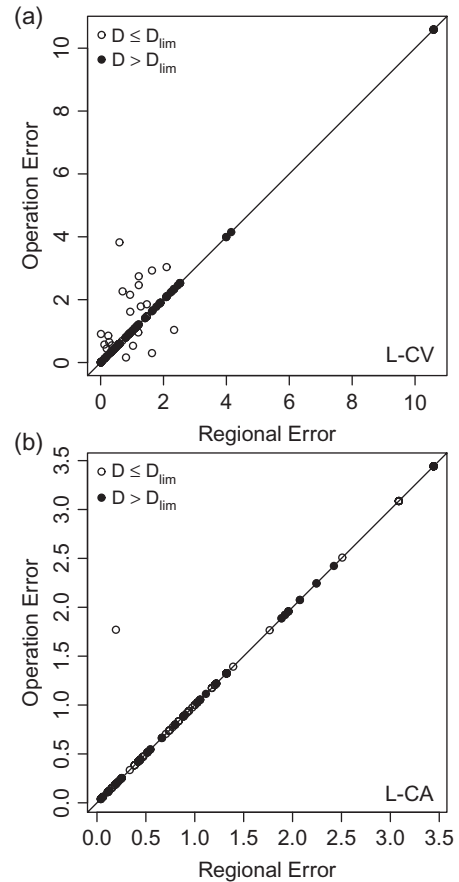 (a)
D ≤ Dlim
D > Dlim
Operation Error
0 2 4 6 8 10
L-CV
0 2 4 6 8 10
Regional Error
(b)
D ≤ Dlim
D > Dlim
Operation Error
0.0 0.5 1.0 1.5 2.0 2.5 3.0 3.5
L-CA
0.0 0.5 1.0 1.5 2.0 2.5 3.0 3.5
Regional Error